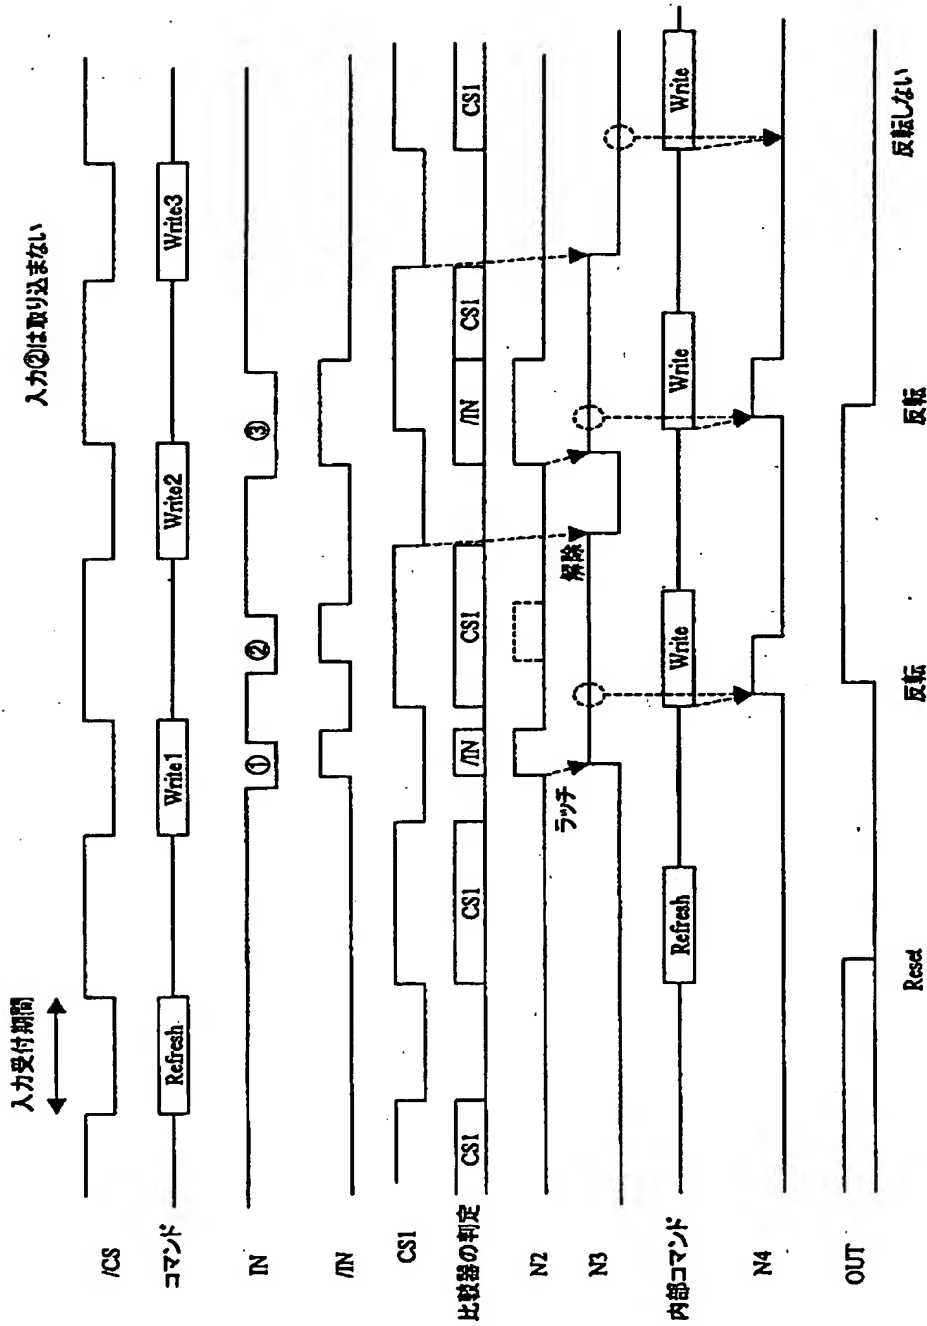 入力受付期間
入力②は取り込まない
/CS
コマンド
Refresh
Write1
Write2
Write3
IN
①
②
③
/IN
CS1
比較器の判定
CS1
CS1
/IN
CS1
/IN
CS1
CS1
N2
ラッチ
解除
N3
内部コマンド
Refresh
Write
Write
Write
N4
OUT
Reset
反転
反転
反転しない